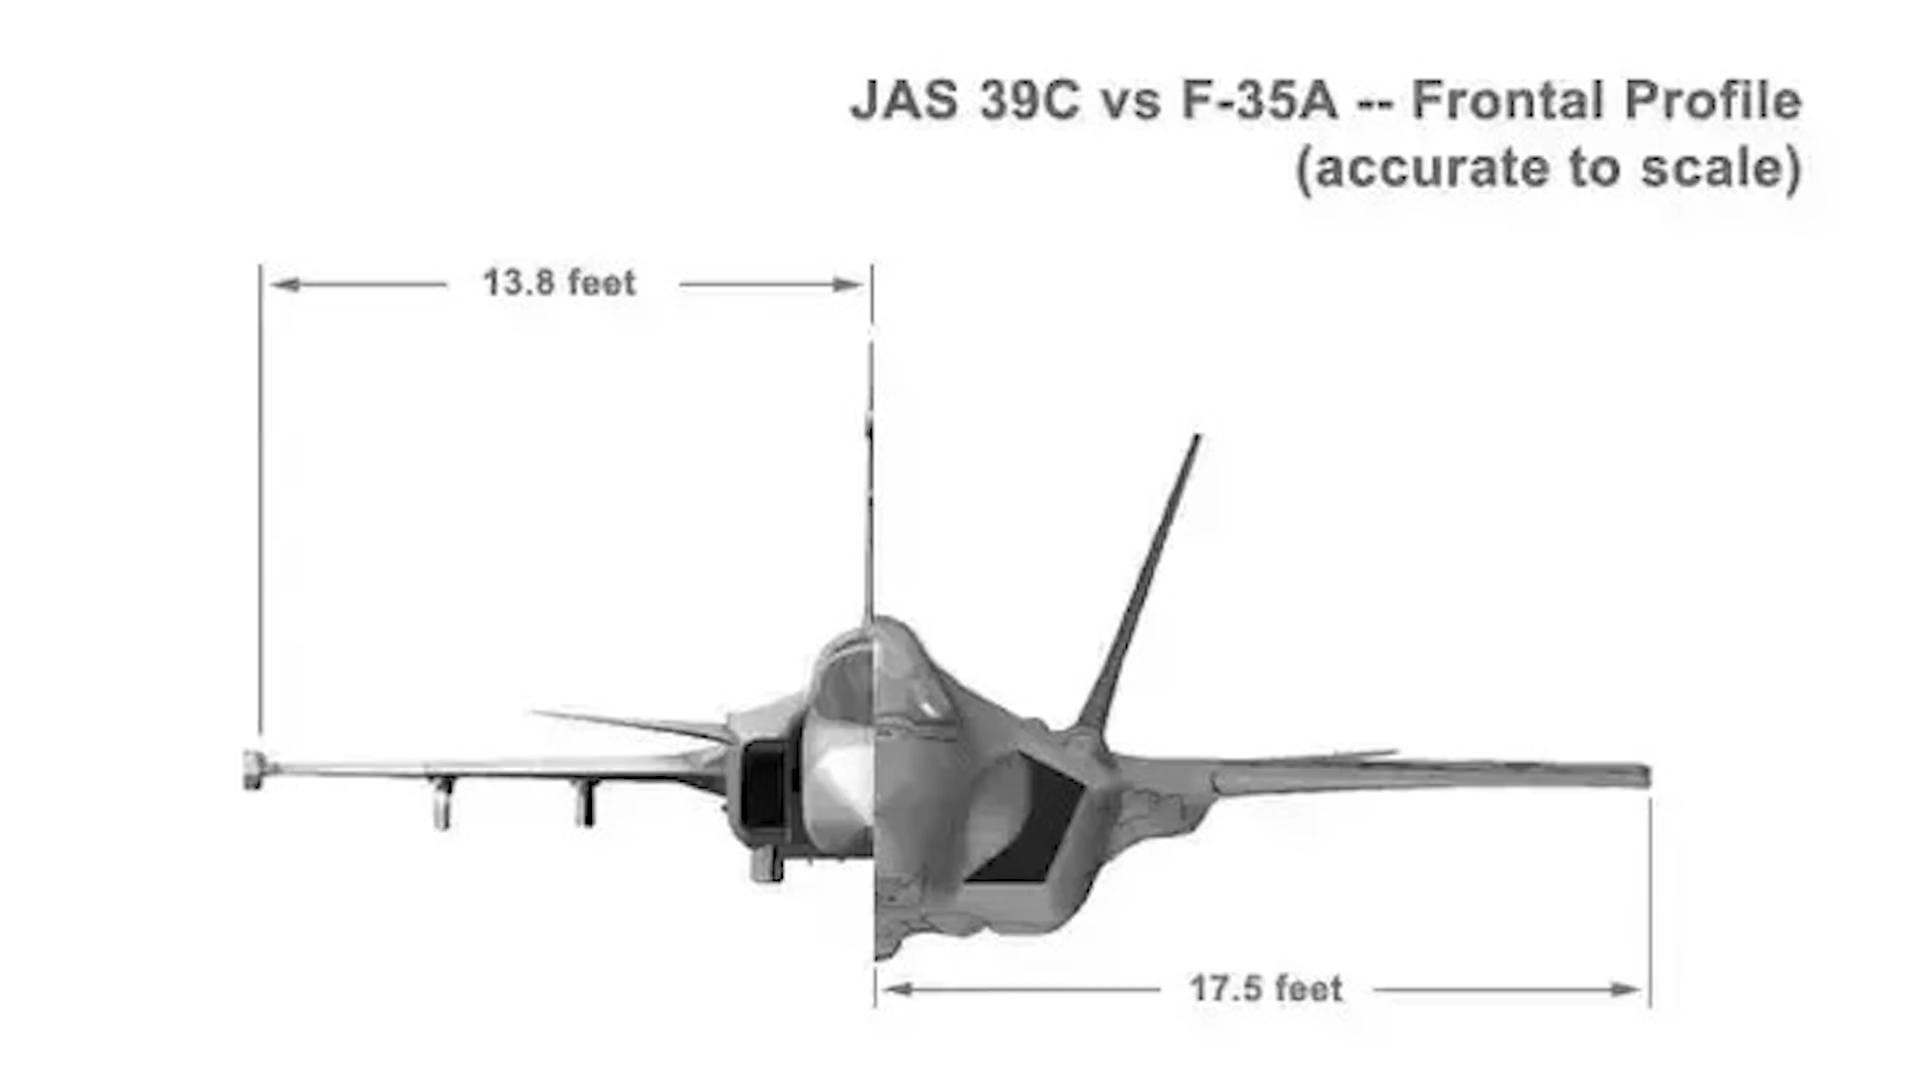 JAS 39C vs F-35A -- Frontal Profile
(accurate to scale)
13.8 feet
17.5 feet